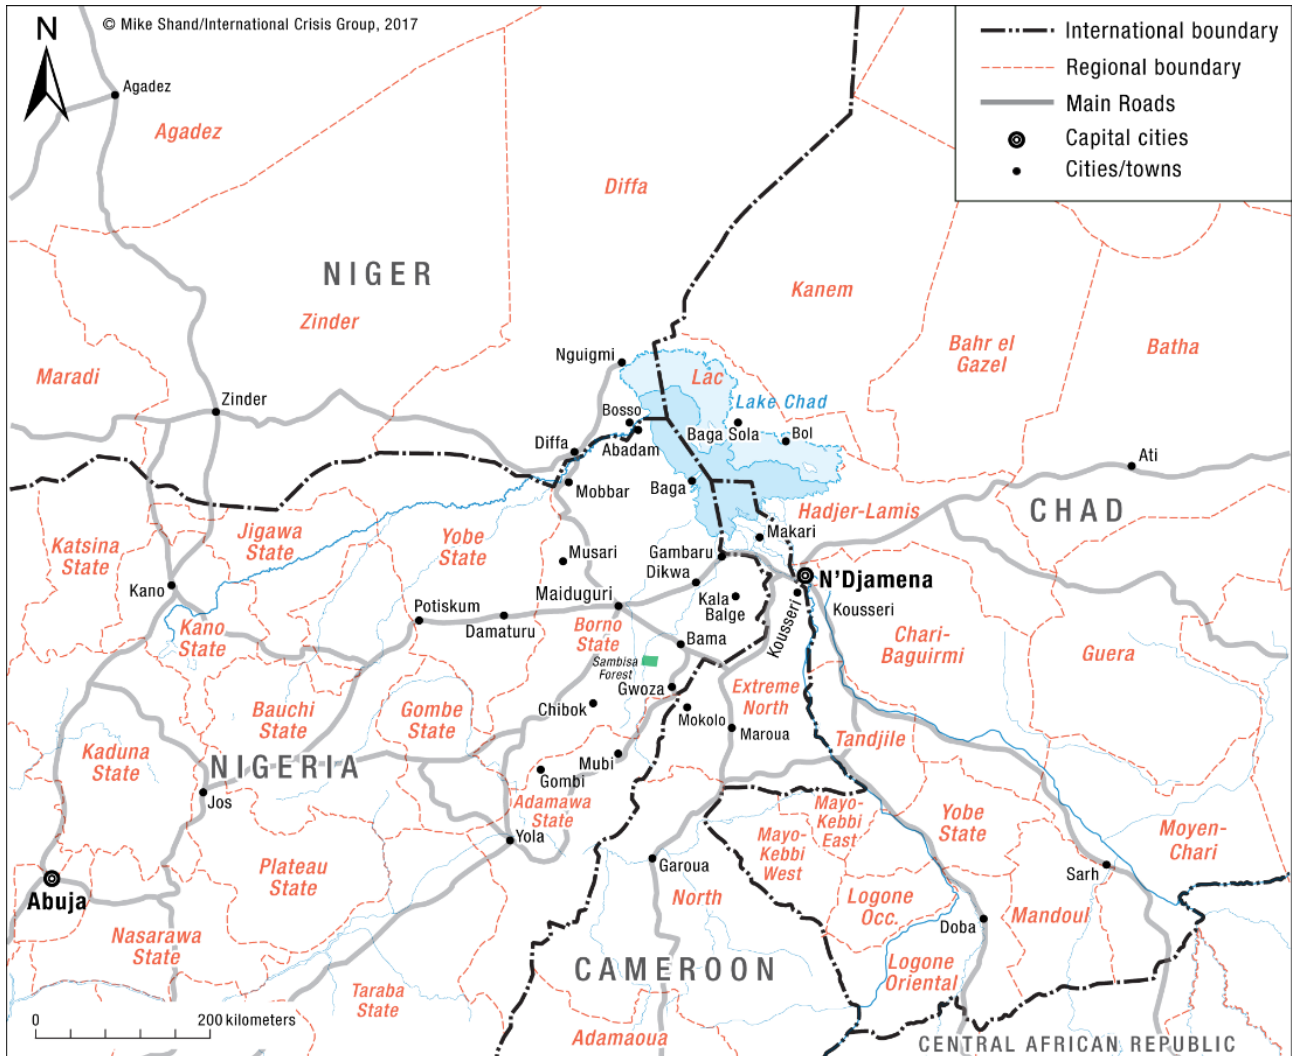 © Mike Shand/International Crisis Group, 2017
N
International boundary
Regional boundary
Main Roads
Capital cities
Cities/towns
Agadez
Agadez
Diffa
NIGER
Kanem
Zinder
Bahr el
Gazel
Batha
Maradi
Nguigmi
Lac
Zinder
Lake Chad
Bosso
Baga Sola
Bol
Diffa
Abadam
Ati
Mobbar
Baga
Hadjer-Lamis
CHAD
Katsina
State
Jigawa
State
Yobe
State
Makari
Musari
Gambaru
Dikwa
N'Djamena
Kano
Maiduguri
Kala
Balge
Kousseri
Kousseri
Potiskum
Damaturu
Kano
State
Borno
State
Bama
Chari-
Baguirmi
Guera
Sambisa
Forest
Gwoza
Extreme
North
Bauchi
State
Gombe
State
Chibok
Mokolo
Maroua
Tandjile
Kaduna
State
NIGERIA
Mubi
Gombi
Jos
Adamawa
State
Mayo-
Kebbi
East
Yobe
State
Yola
Mayo-
Kebbi
West
Moyen-
Chari
Plateau
State
Garoua
Sarh
Abuja
North
Logone
Occ.
Mandoul
Doba
Nasarawa
State
CAMEROON
Logone
Oriental
Taraba
State
0
200 kilometers
Adamaoua
CENTRAL AFRICAN REPUBLIC